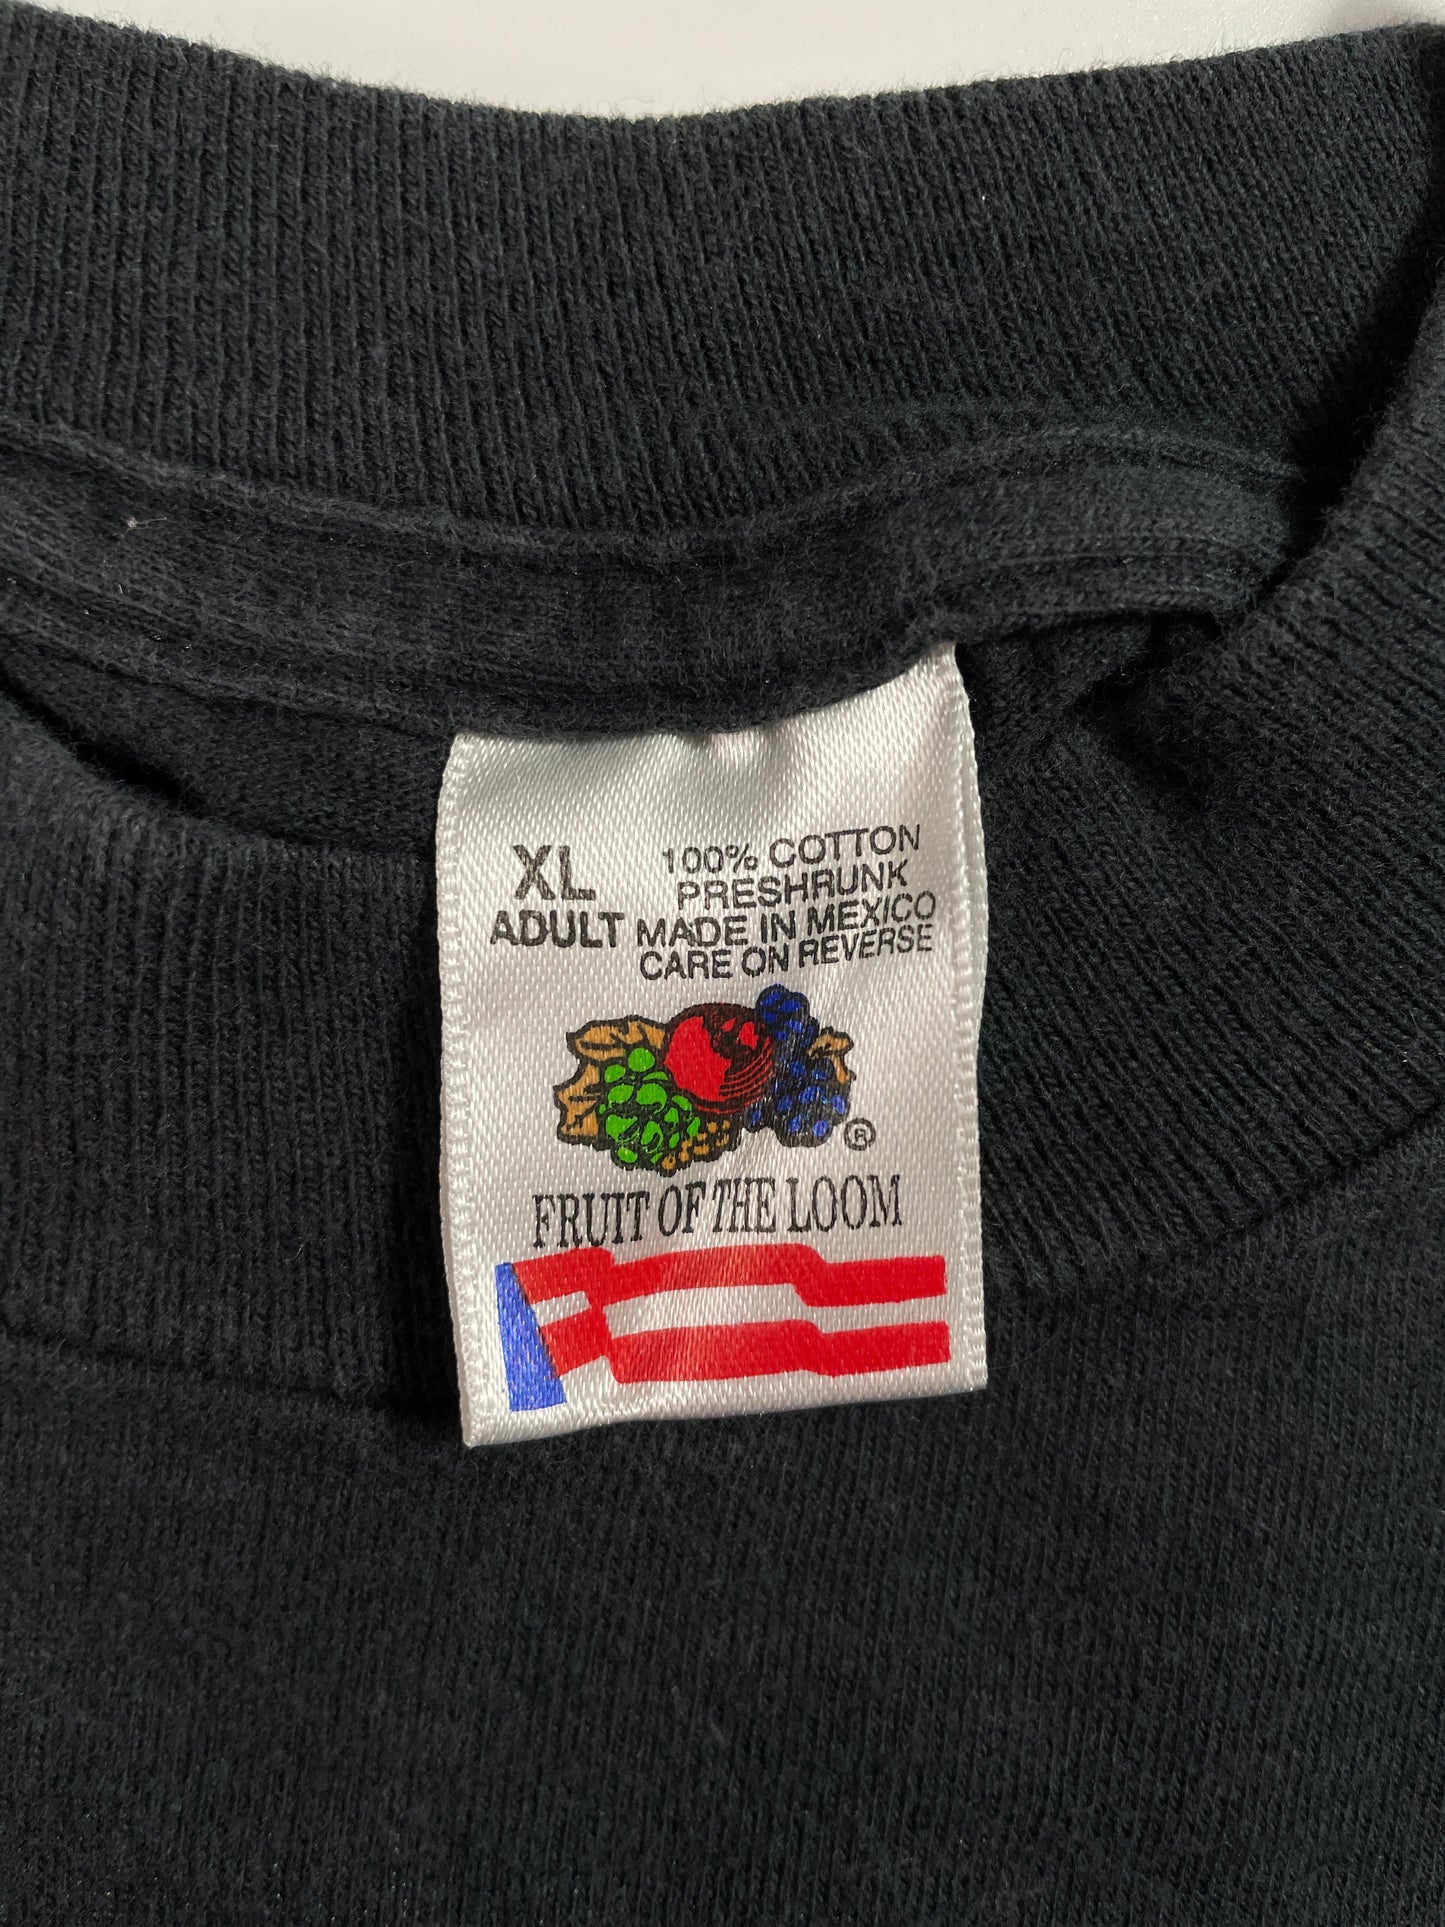 XL 100% COTTON
PRESHRUNK
ADULT MADE IN MEXICO
CARE ON REVERSE
®
FRUIT OF THE LOOM